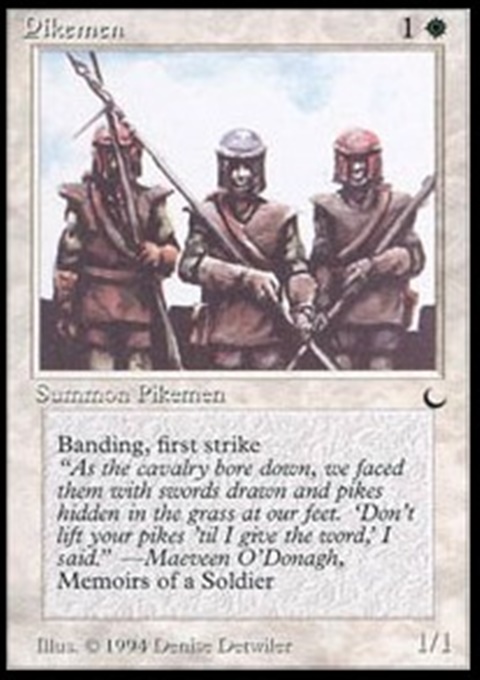 Pikemen 1
Summon Pikemen
Banding, first strike
“As the cavalry bore down, we faced
them with swords drawn and pikes
hidden in the grass at our feet. ‘Don’t
lift your pikes ’til I give the word,’ I
said.” —Maeveen O’Donagh,
Memoirs of a Soldier
Illus. © 1994 Dennis Detwiller 1/1